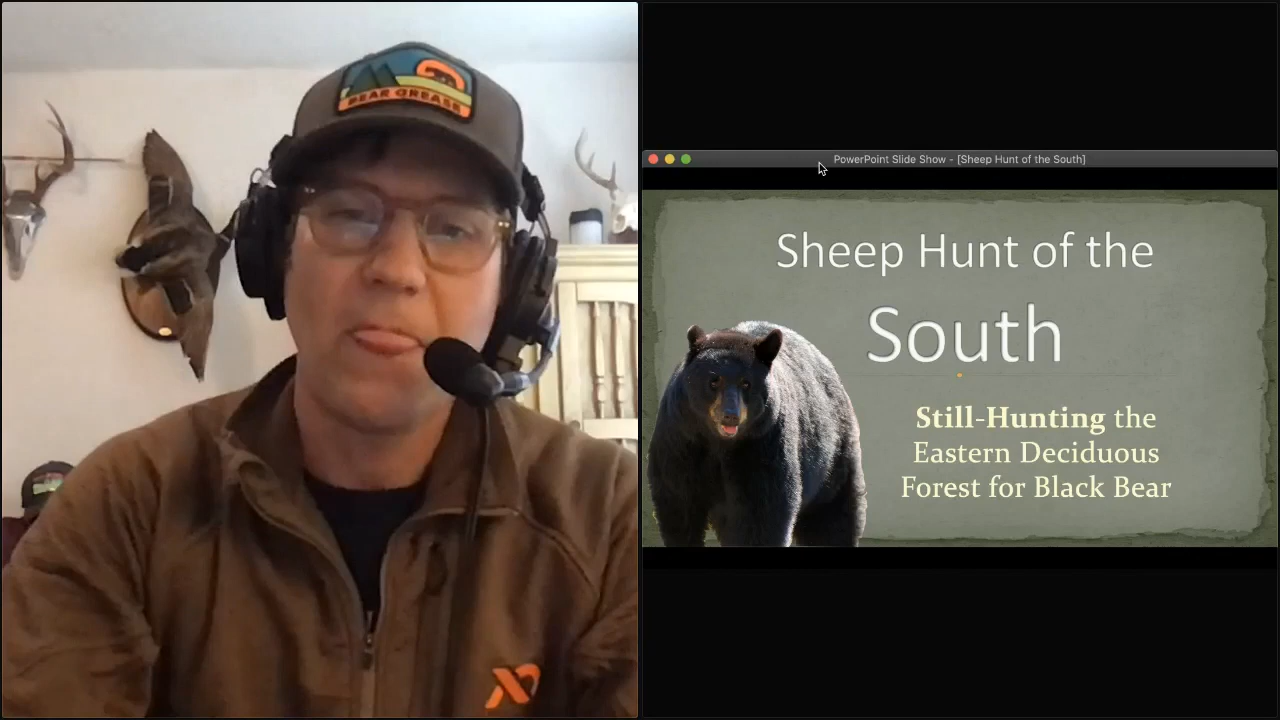 BEAR GREASE
PowerPoint Slide Show - [Sheep Hunt of the South]
Sheep Hunt of the
South
Still-Hunting the
Eastern Deciduous
Forest for Black Bear